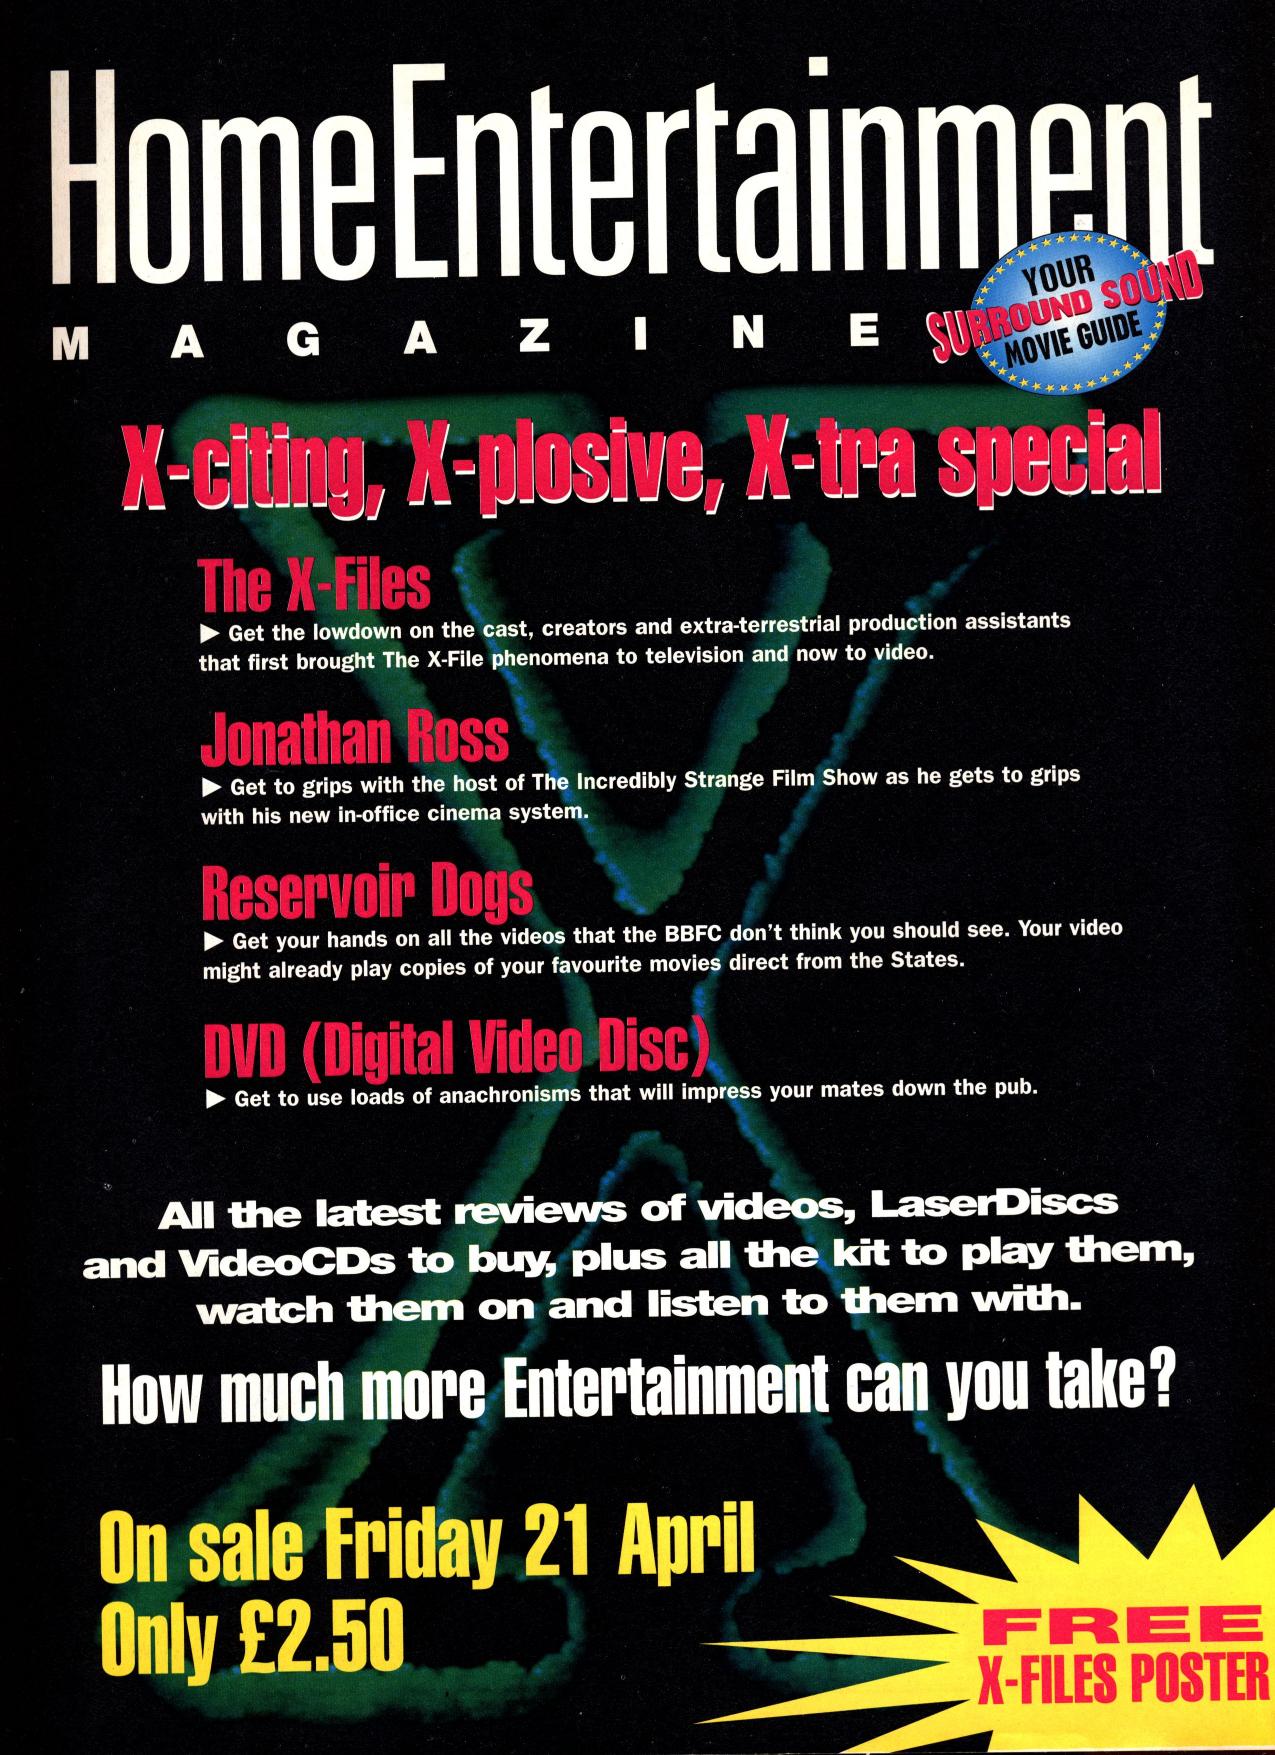 HomeEntertainment
MAGAZINE
YOUR
SURROUND SOUND
MOVIE GUIDE
X-citing, X-plosive, X-tra special
The X-Files
▶ Get the lowdown on the cast, creators and extra-terrestrial production assistants
that first brought The X-File phenomena to television and now to video.
Jonathan Ross
▶ Get to grips with the host of The Incredibly Strange Film Show as he gets to grips
with his new in-office cinema system.
Reservoir Dogs
▶ Get your hands on all the videos that the BBFC don't think you should see. Your video
might already play copies of your favourite movies direct from the States.
DVD (Digital Video Disc)
▶ Get to use loads of anachronisms that will impress your mates down the pub.
All the latest reviews of videos, LaserDiscs
and VideoCDs to buy, plus all the kit to play them,
watch them on and listen to them with.
How much more Entertainment can you take?
On sale Friday 21 April
Only £2.50
FREE
X-FILES POSTER